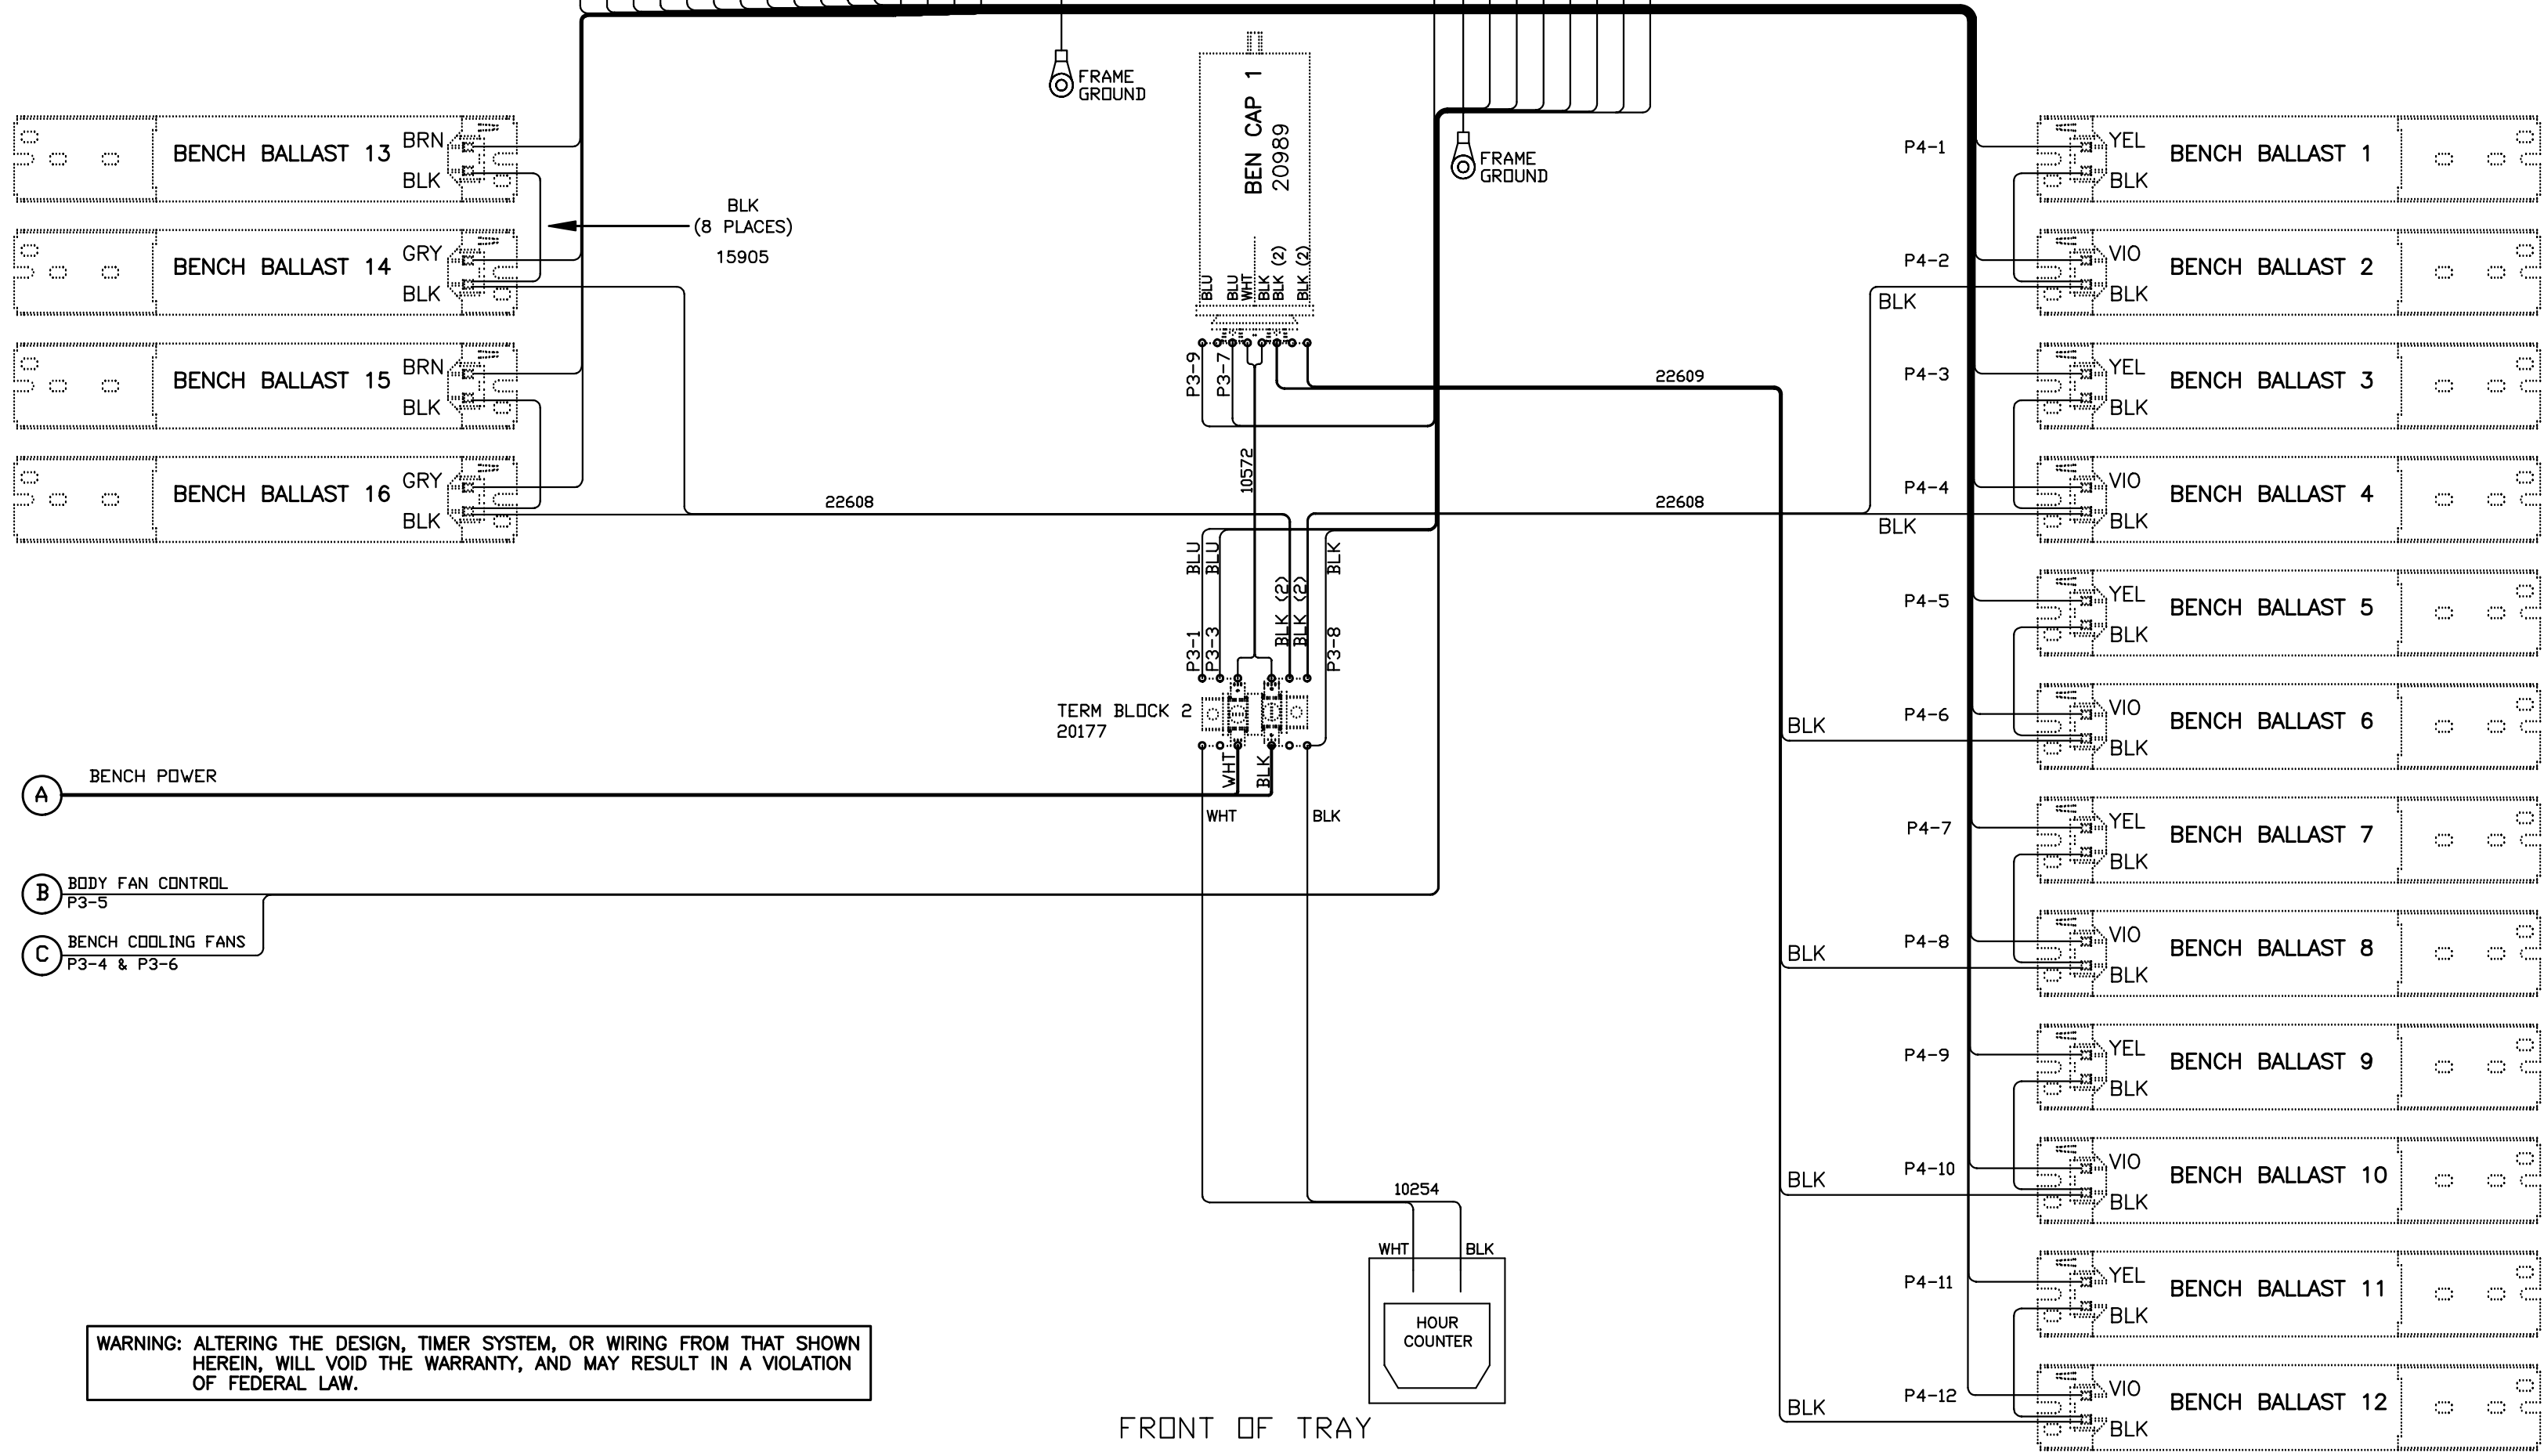 FRAME
GROUND
FRAME
GROUND
BEN CAP 1
20989
BLU
BLU
WHT
BLK
BLK (2)
BLK (2)
P3-9
P3-7
10572
BRN
BENCH BALLAST 13
BLK
GRY
BENCH BALLAST 14
BLK
BRN
BENCH BALLAST 15
BLK
GRY
BENCH BALLAST 16
BLK
BLK
(8 PLACES)
15905
22608
22609
22608
BLK
BLK
BLU
BLU
BLK (2)
BLK (2)
BLK
P3-1
P3-3
P3-8
TERM BLOCK 2
20177
WHT
BLK
WHT
BLK
A
BENCH POWER
B
BODY FAN CONTROL
P3-5
C
BENCH COOLING FANS
P3-4 & P3-6
10254
WHT
BLK
HOUR
COUNTER
P4-1
YEL
BENCH BALLAST 1
BLK
P4-2
VIO
BENCH BALLAST 2
BLK
P4-3
YEL
BENCH BALLAST 3
BLK
P4-4
VIO
BENCH BALLAST 4
BLK
P4-5
YEL
BENCH BALLAST 5
BLK
P4-6
VIO
BENCH BALLAST 6
BLK
BLK
P4-7
YEL
BENCH BALLAST 7
BLK
P4-8
VIO
BENCH BALLAST 8
BLK
BLK
P4-9
YEL
BENCH BALLAST 9
BLK
P4-10
VIO
BENCH BALLAST 10
BLK
BLK
P4-11
YEL
BENCH BALLAST 11
BLK
P4-12
VIO
BENCH BALLAST 12
BLK
BLK
WARNING: ALTERING THE DESIGN, TIMER SYSTEM, OR WIRING FROM THAT SHOWN
HEREIN, WILL VOID THE WARRANTY, AND MAY RESULT IN A VIOLATION
OF FEDERAL LAW.
FRONT OF TRAY